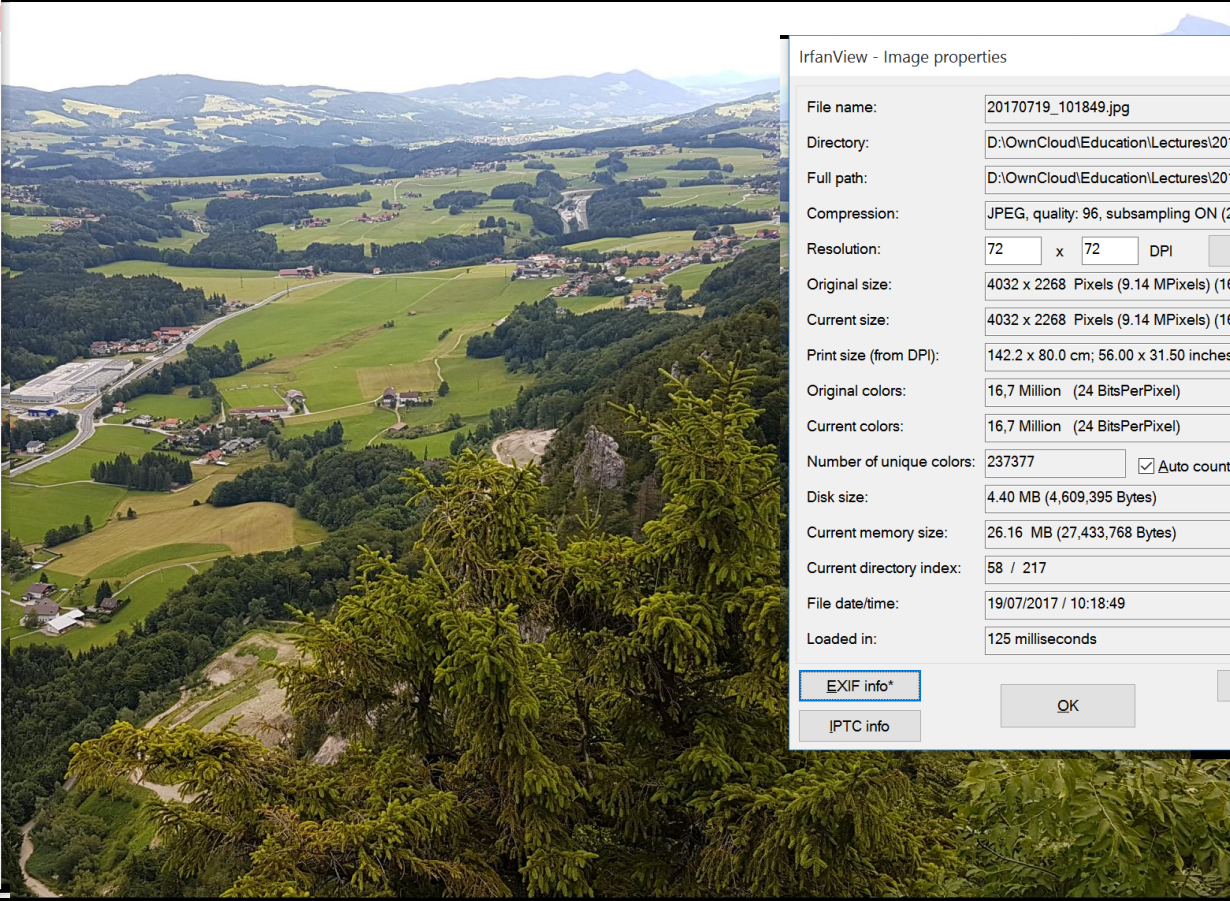 IrfanView - Image properties
File name: 20170719_101849.jpg
Directory: D:\OwnCloud\Education\Lectures\201
Full path: D:\OwnCloud\Education\Lectures\201
Compression: JPEG, quality: 96, subsampling ON (2
Resolution: 72 x 72 DPI
Original size: 4032 x 2268 Pixels (9.14 MPixels) (16
Current size: 4032 x 2268 Pixels (9.14 MPixels) (16
Print size (from DPI): 142.2 x 80.0 cm; 56.00 x 31.50 inches
Original colors: 16,7 Million (24 BitsPerPixel)
Current colors: 16,7 Million (24 BitsPerPixel)
Number of unique colors: 237377 Auto count
Disk size: 4.40 MB (4,609,395 Bytes)
Current memory size: 26.16 MB (27,433,768 Bytes)
Current directory index: 58 / 217
File date/time: 19/07/2017 / 10:18:49
Loaded in: 125 milliseconds
EXIF info*
OK
IPTC info